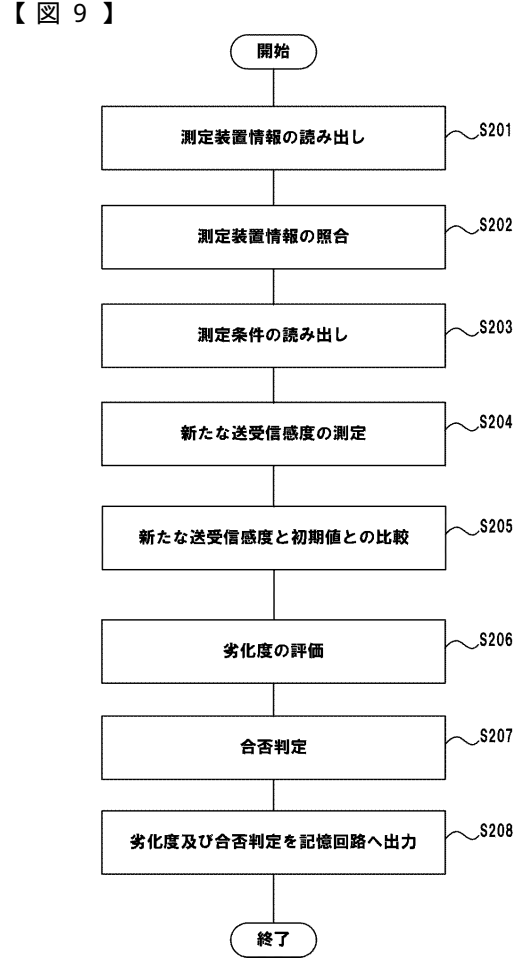 【図9】
開始
測定装置情報の読み出し
S201
測定装置情報の照合
S202
測定条件の読み出し
S203
新たな送受信感度の測定
S204
新たな送受信感度と初期値との比較
S205
劣化度の評価
S206
合否判定
S207
劣化度及び合否判定を記憶回路へ出力
S208
終了